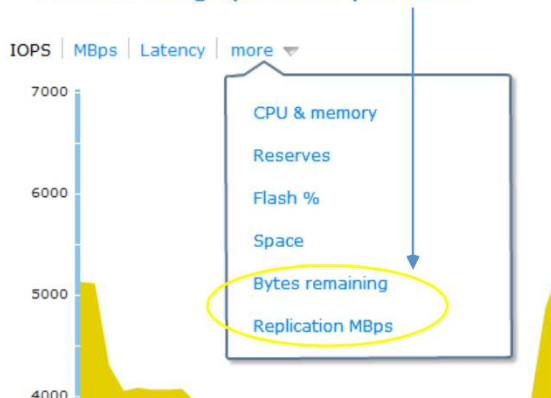 IOPS MBps Latency more
7000
CPU & memory
Reserves
6000
Flash %
Space
5000
Bytes remaining
Replication MBps
4000